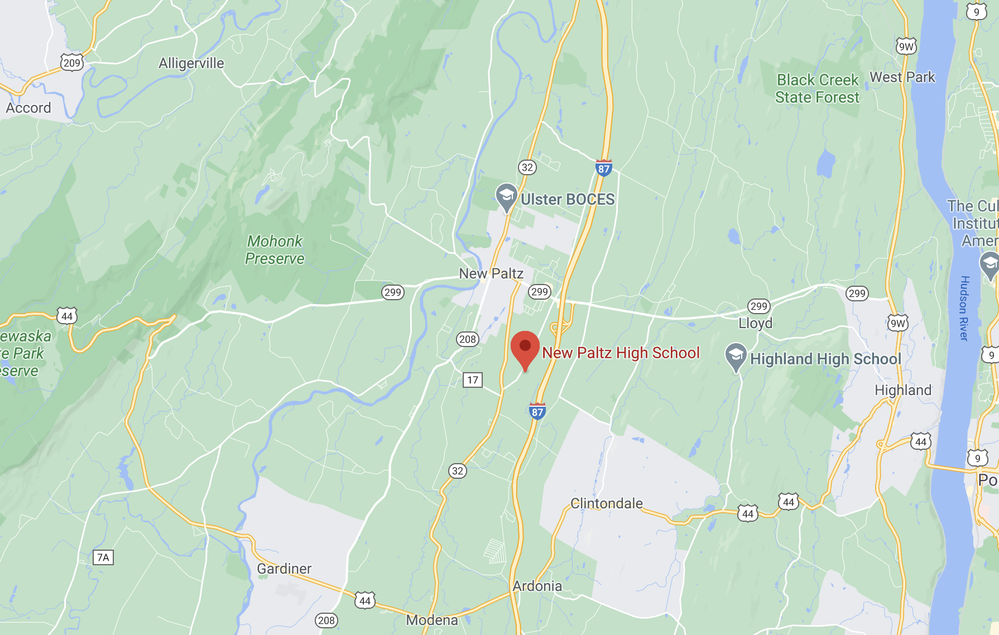 9
9W
209
Alligerville
Black Creek
State Forest
West Park
Accord
32
87
Ulster BOCES
The Cul
Institut
Amer
Mohonk
Preserve
New Paltz
299
299
299
299
Hudson River
44
Lloyd
9W
ewaska
te Park
eserve
208
New Paltz High School
Highland High School
9
17
Highland
87
44
9
32
Po
Clintondale
44
44
7A
Gardiner
Ardonia
44
208
Modena